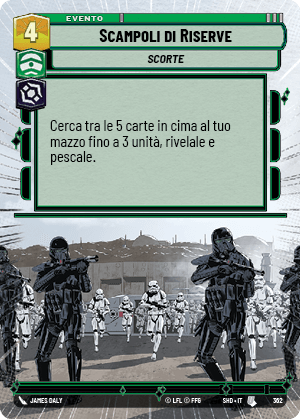 EVENTO
4
SCAMPOLI DI RISERVE
SCORTE
Cerca tra le 5 carte in cima al tuo
mazzo fino a 3 unità, rivelale e
pescale.
JAMES DALY
© LFL © FFG
SHD • IT
362